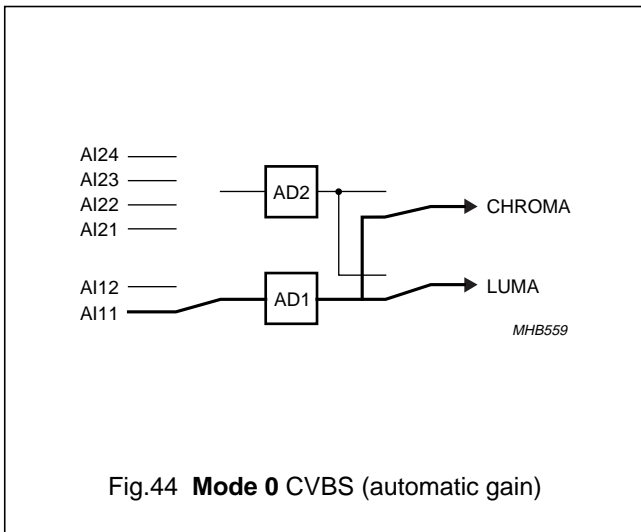 AI24
AI23
AI22
AI21
AD2
CHROMA
AI12
AI11
AD1
LUMA
MHB559
Fig.44 Mode 0 CVBS (automatic gain)